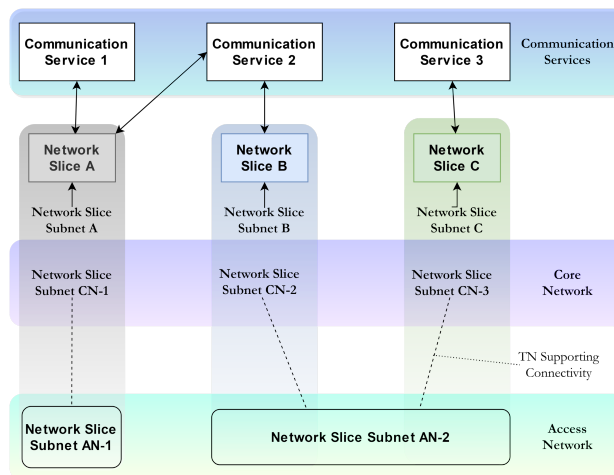 Communication
Service 1
Communication
Service 2
Communication
Service 3
Communication
Services
Network
Slice A
Network
Slice B
Network
Slice C
Network Slice
Subnet A
Network Slice
Subnet B
Network Slice
Subnet C
Network Slice
Subnet CN-1
Network Slice
Subnet CN-2
Network Slice
Subnet CN-3
Core
Network
TN Supporting
Connectivity
Network Slice
Subnet AN-1
Network Slice Subnet AN-2
Access
Network